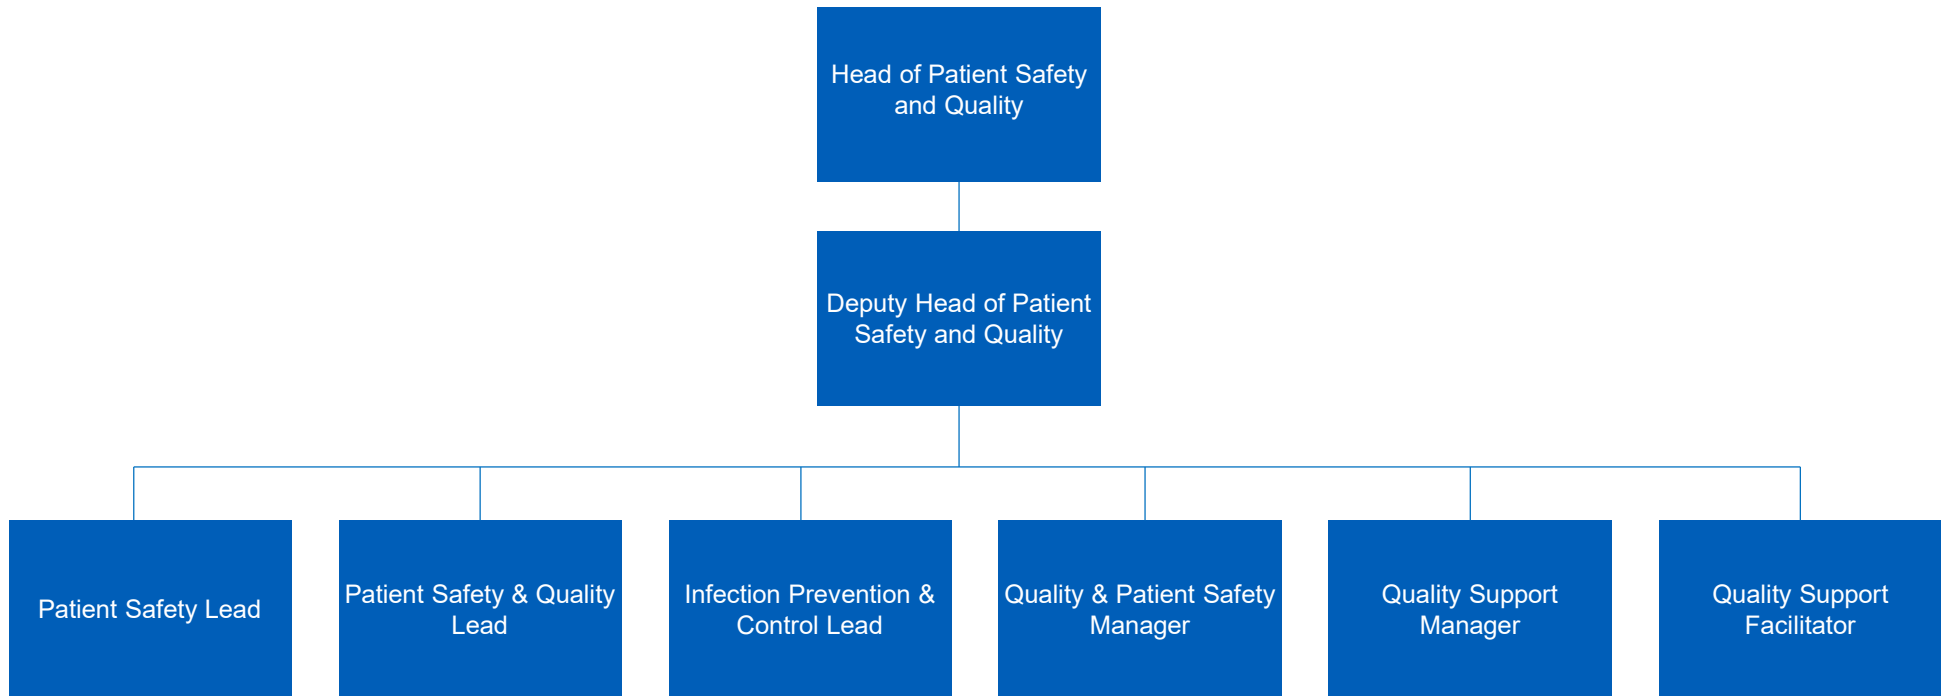 Head of Patient Safety
and Quality
Deputy Head of Patient
Safety and Quality
Patient Safety Lead
Patient Safety & Quality
Lead
Infection Prevention &
Control Lead
Quality & Patient Safety
Manager
Quality Support
Manager
Quality Support
Facilitator